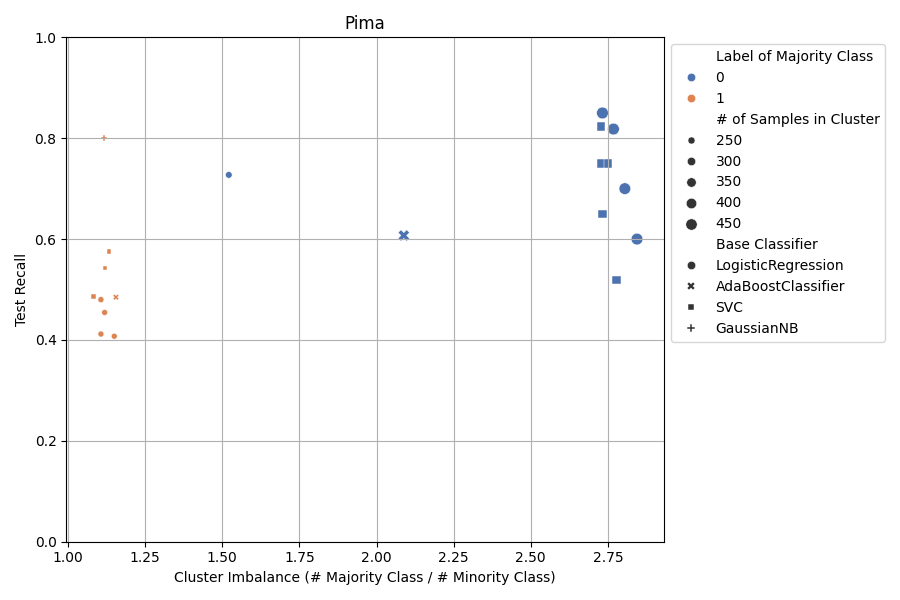 Pima
1.0
0.8
0.6
0.4
0.2
0.0
Test Recall
1.00 1.25 1.50 1.75 2.00 2.25 2.50 2.75
Cluster Imbalance (# Majority Class / # Minority Class)
Label of Majority Class
0
1
# of Samples in Cluster
250
300
350
400
450
Base Classifier
LogisticRegression
AdaBoostClassifier
SVC
GaussianNB